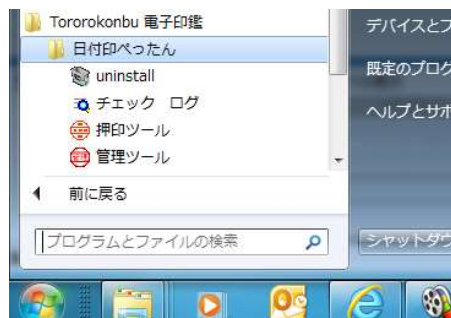 Tororokonbu 電子印鑑
日付印ぺったん
uninstall
チェック ログ
押印ツール
管理ツール
前に戻る
プログラムとファイルの検索
デバイスとプ
既定のプログ
ヘルプとサポ
シャットダウ